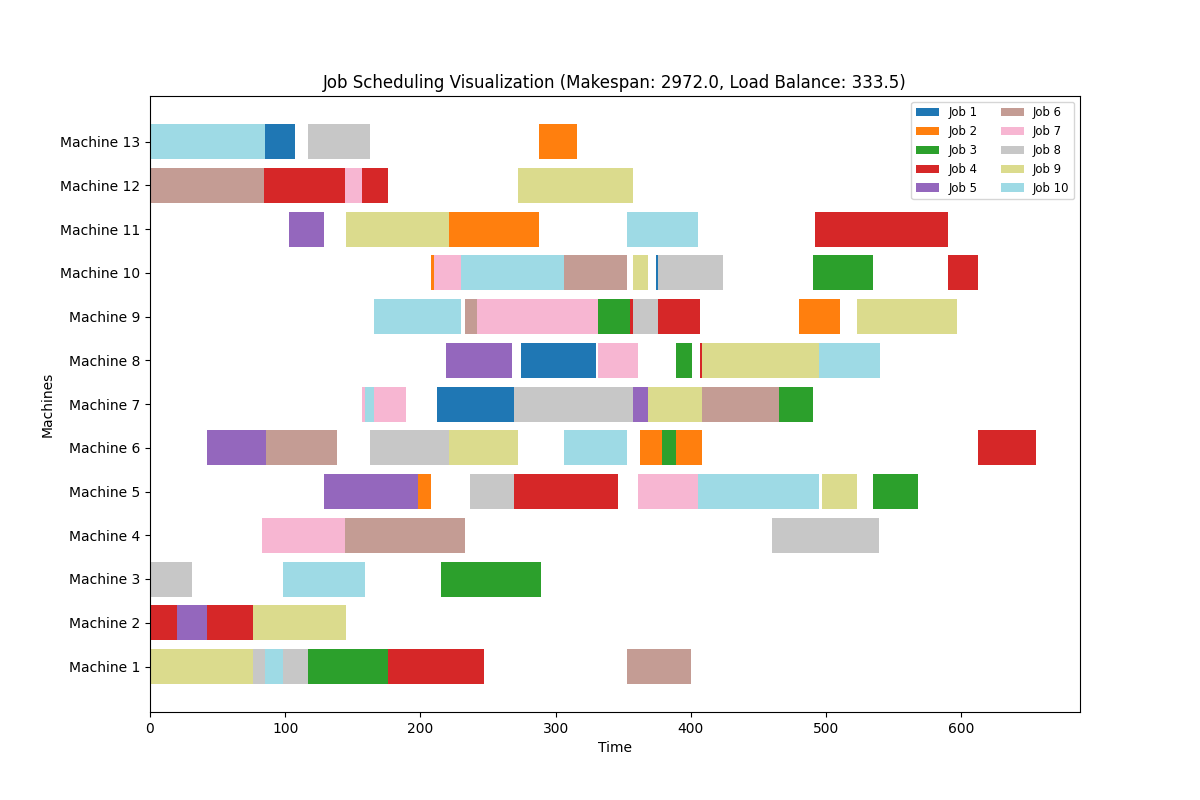 Job Scheduling Visualization (Makespan: 2972.0, Load Balance: 333.5)
Machines
Machine 13
Machine 12
Machine 11
Machine 10
Machine 9
Machine 8
Machine 7
Machine 6
Machine 5
Machine 4
Machine 3
Machine 2
Machine 1
Job 1
Job 2
Job 3
Job 4
Job 5
Job 6
Job 7
Job 8
Job 9
Job 10
0 100 200 300 400 500 600
Time